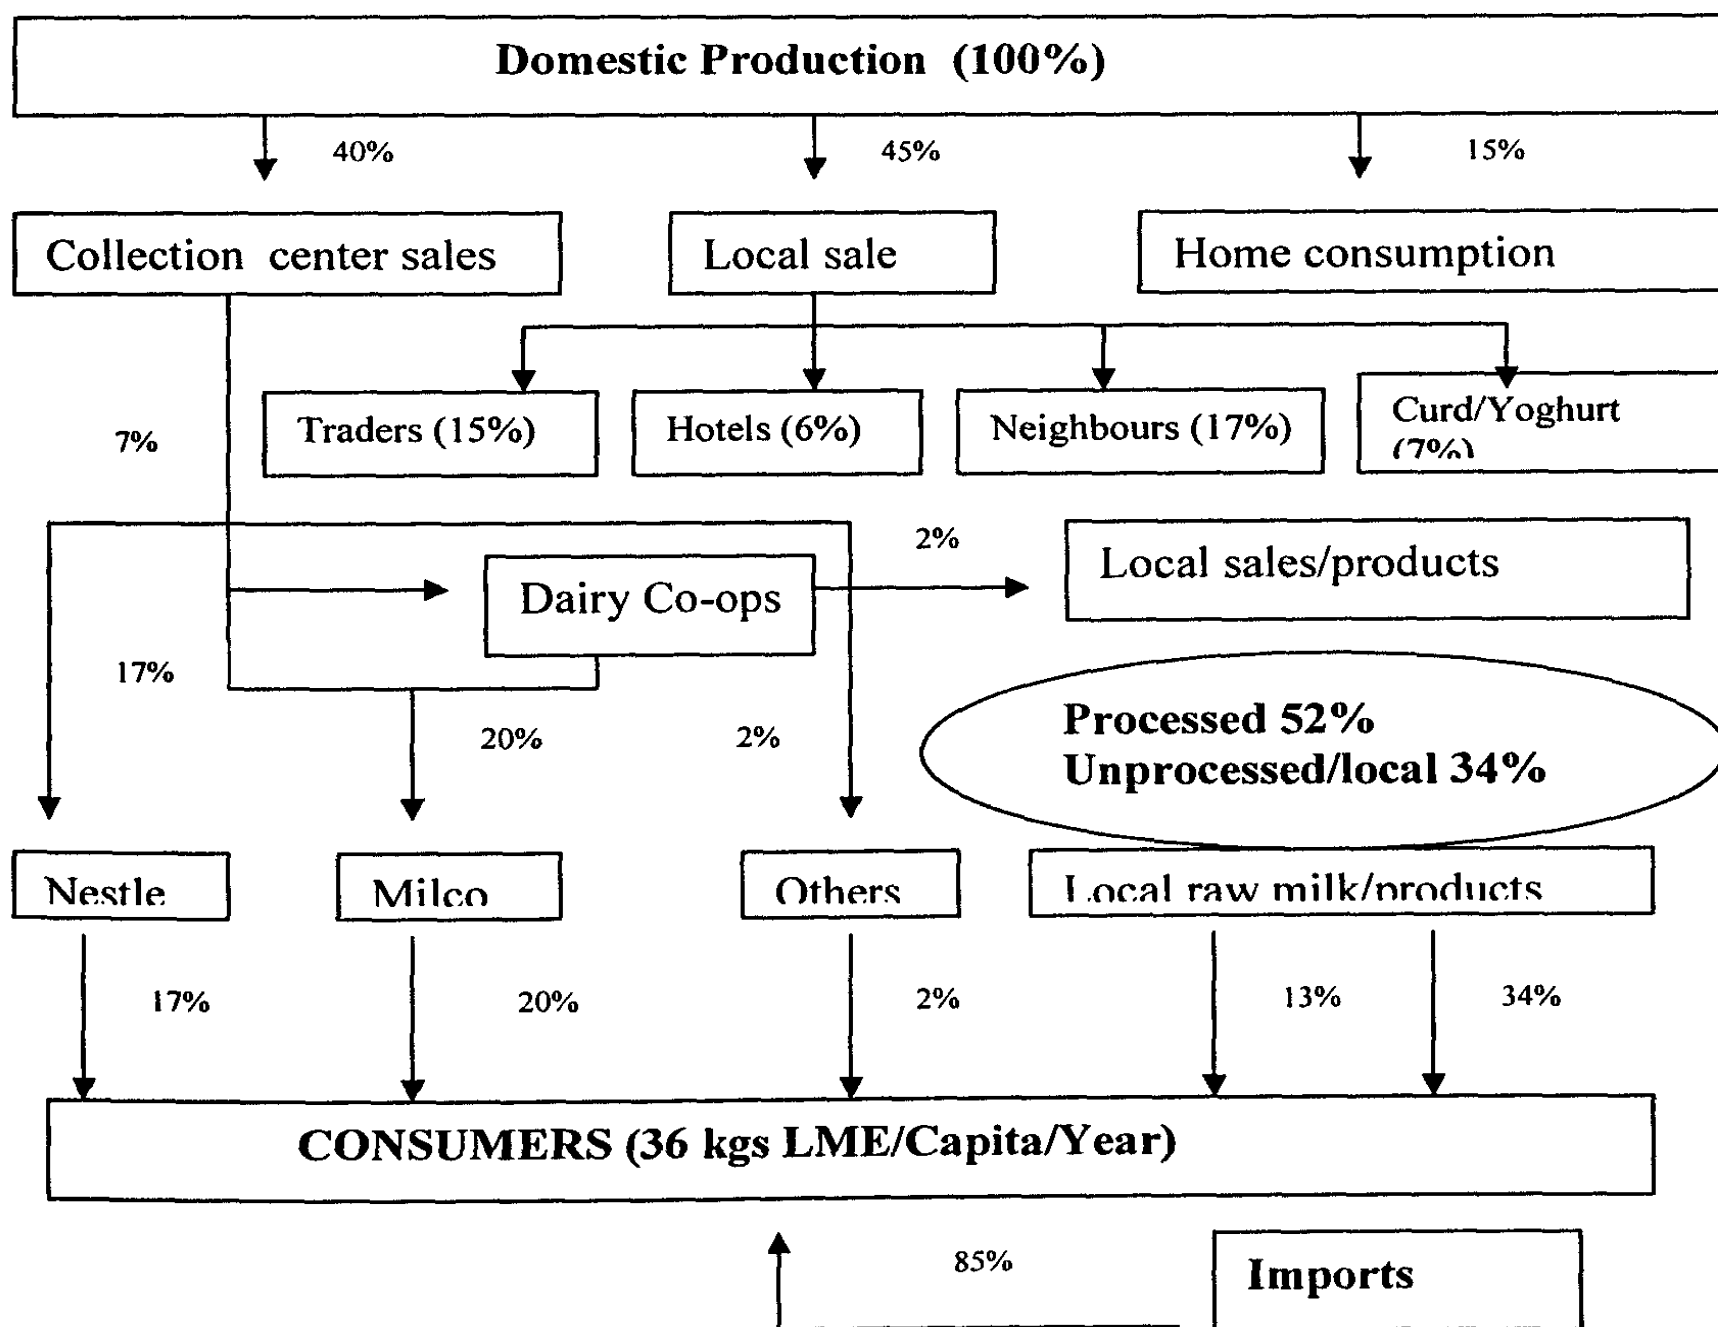 Domestic Production (100%)
40%
45%
15%
Collection center sales
Local sale
Home consumption
7%
Traders (15%)
Hotels (6%)
Neighbours (17%)
Curd/Yoghurt
(7%)
2%
Local sales/products
Dairy Co-ops
17%
20%
2%
Processed 52%
Unprocessed/local 34%
Nestle
Milco
Others
Local raw milk/products
17%
20%
2%
13%
34%
CONSUMERS (36 kgs LME/Capita/Year)
85%
Imports